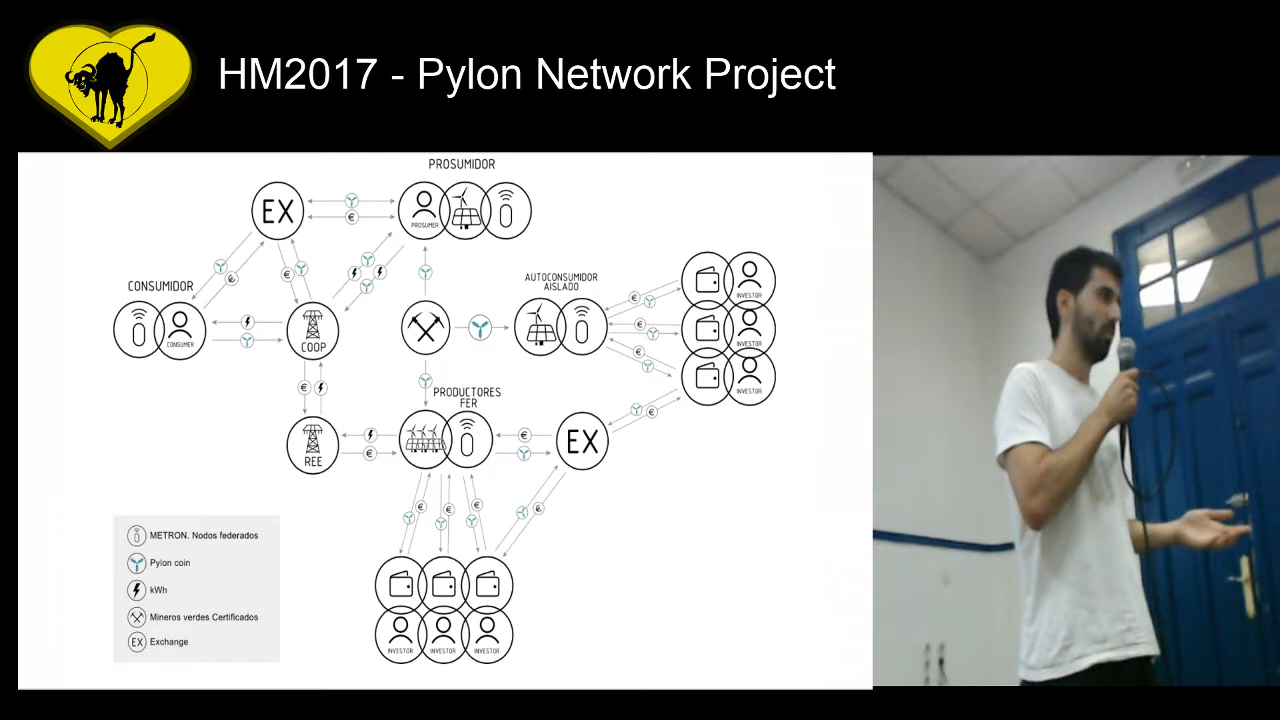 HM2017 - Pylon Network Project
PROSUMIDOR
EX
€
PROSUMER
€
€
CONSUMIDOR
CONSUMER
COOP
AUTOCONSUMIDOR
AISLADO
€
€
€
INVESTOR
INVESTOR
INVESTOR
€
€
PRODUCTORES
FER
REE
€
€
EX
€
€
€
€
€
INVESTOR
INVESTOR
INVESTOR
METRON. Nodos federados
Pylon coin
kWh
Mineros verdes Certificados
EX Exchange